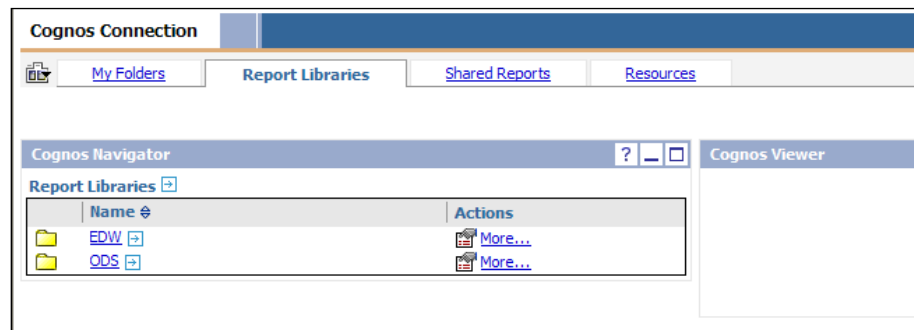 Cognos Connection
My Folders Report Libraries Shared Reports Resources
Cognos Navigator ? Cognos Viewer
Report Libraries
Name Actions
EDW More...
ODS More...